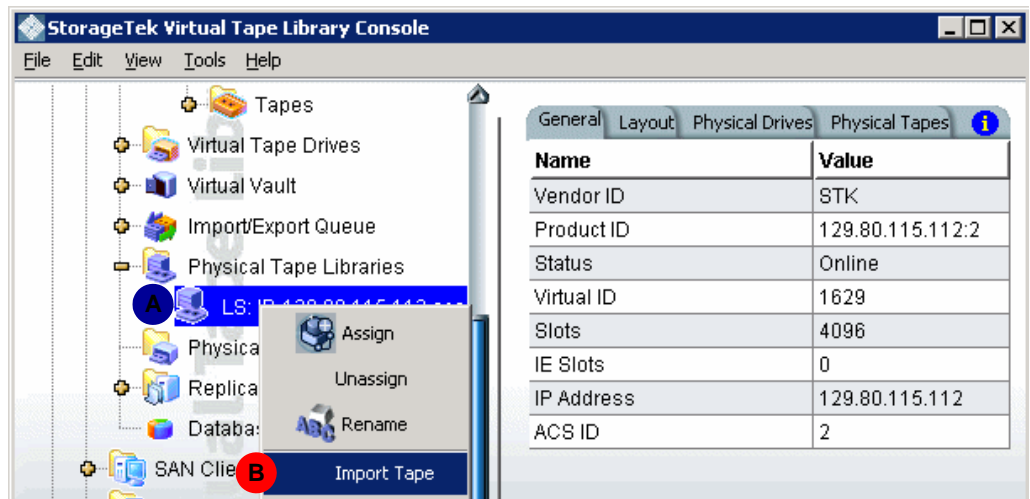 StorageTek Virtual Tape Library Console
File Edit View Tools Help
Tapes
Virtual Tape Drives
Virtual Vault
Import/Export Queue
Physical Tape Libraries
A
LS: IP
Physica
Replica
Databa
SAN Clie
Assign
Unassign
ABC Rename
B Import Tape
General Layout Physical Drives Physical Tapes i
Name Value
Vendor ID STK
Product ID 129.80.115.112:2
Status Online
Virtual ID 1629
Slots 4096
IE Slots 0
IP Address 129.80.115.112
ACS ID 2